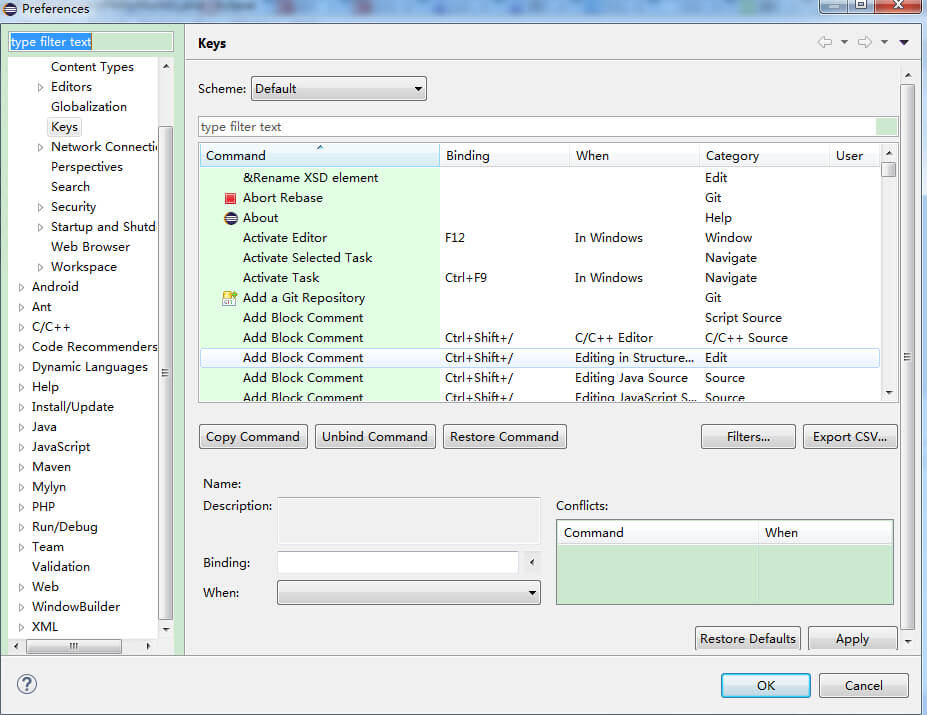 Preferences
type filter text
Content Types
Editors
Globalization
Keys
Network Connecti
Perspectives
Search
Security
Startup and Shutd
Web Browser
Workspace
Android
Ant
C/C++
Code Recommenders
Dynamic Languages
Help
Install/Update
Java
JavaScript
Maven
Mylyn
PHP
Run/Debug
Team
Validation
Web
WindowBuilder
XML
Keys
Scheme: Default
type filter text
Command Binding When Category User
&Rename XSD element Edit
Abort Rebase Git
About Help
Activate Editor F12 In Windows Window
Activate Selected Task Navigate
Activate Task Ctrl+F9 In Windows Navigate
Add a Git Repository Git
Add Block Comment Script Source
Add Block Comment Ctrl+Shift+/ C/C++ Editor C/C++ Source
Add Block Comment Ctrl+Shift+/ Editing in Structure... Edit
Add Block Comment Ctrl+Shift+/ Editing Java Source Source
Add Block Comment Ctrl+Shift+/ Editing JavaScript S... Source
Copy Command Unbind Command Restore Command Filters... Export CSV...
Name:
Description:
Conflicts:
Command When
Binding:
When:
Restore Defaults Apply
OK Cancel